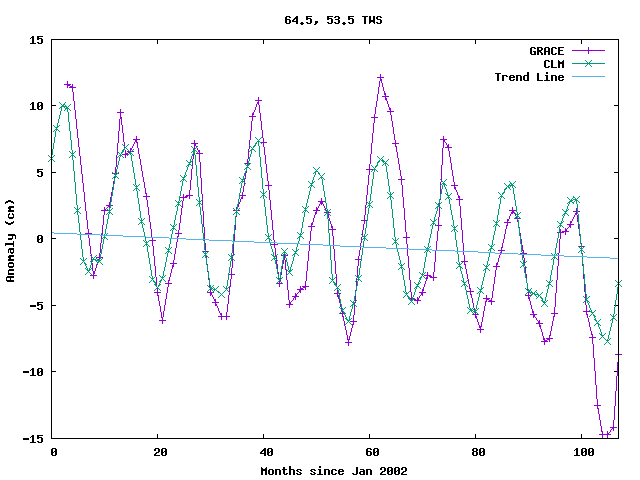 64.5, 53.5 TWS
GRACE
CLM
Trend Line
15
10
5
0
-5
-10
-15
Anomaly (cm)
0 20 40 60 80 100
Months since Jan 2002